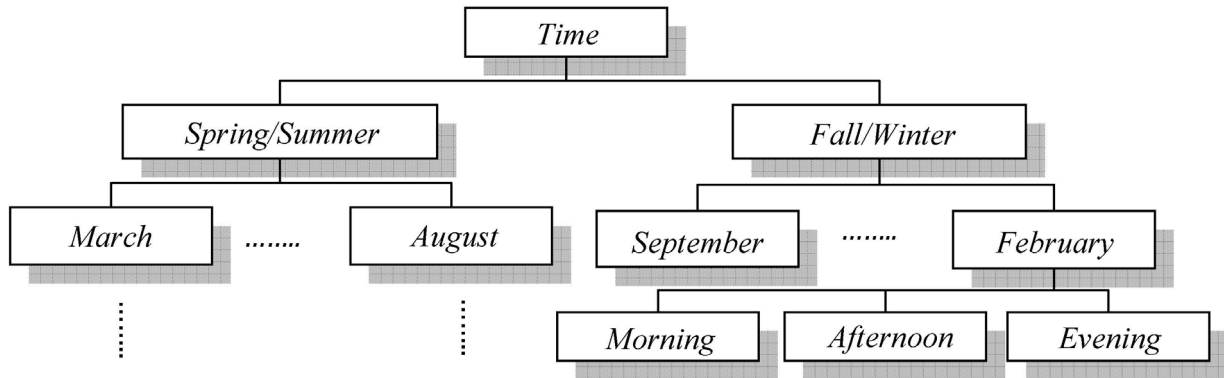 Time
Spring/Summer
Fall/Winter
March
........
August
September
........
February
Morning
Afternoon
Evening